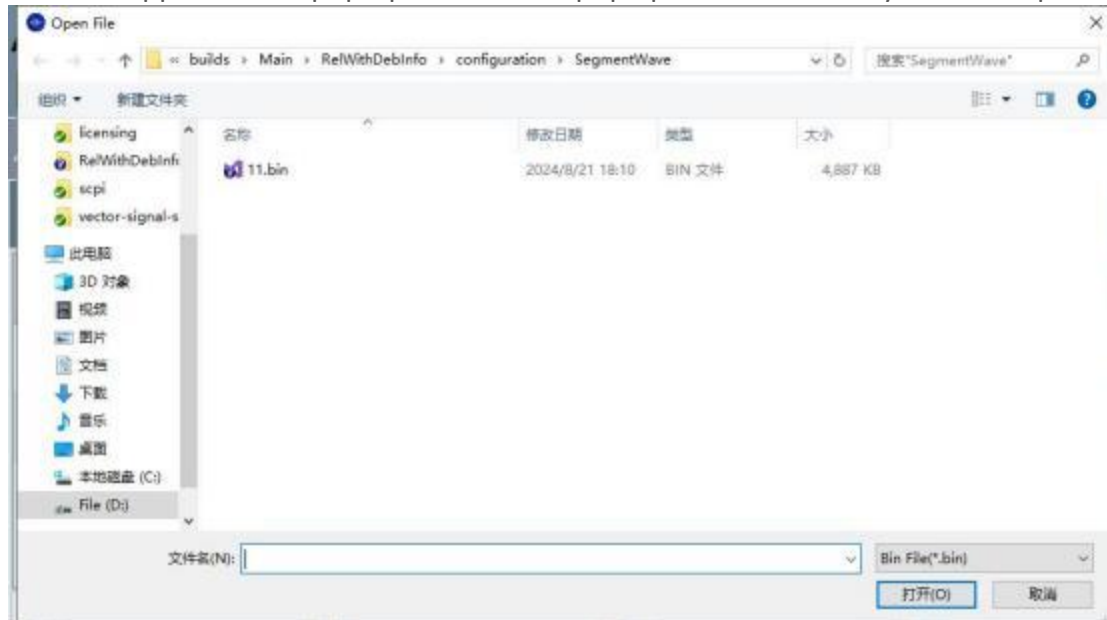 Open File
« builds › Main › RelWithDebInfo › configuration › SegmentWave
搜索"SegmentWave"
组织 新建文件夹
名称 修改日期 类型 大小
licensing
RelWithDebInf
scpi
vector-signal-s
11.bin 2024/8/21 18:10 BIN 文件 4,887 KB
此电脑
3D 对象
视频
图片
文档
下载
音乐
桌面
本地磁盘 (C:)
File (D:)
文件名(N):
Bin File(*.bin)
打开(O) 取消